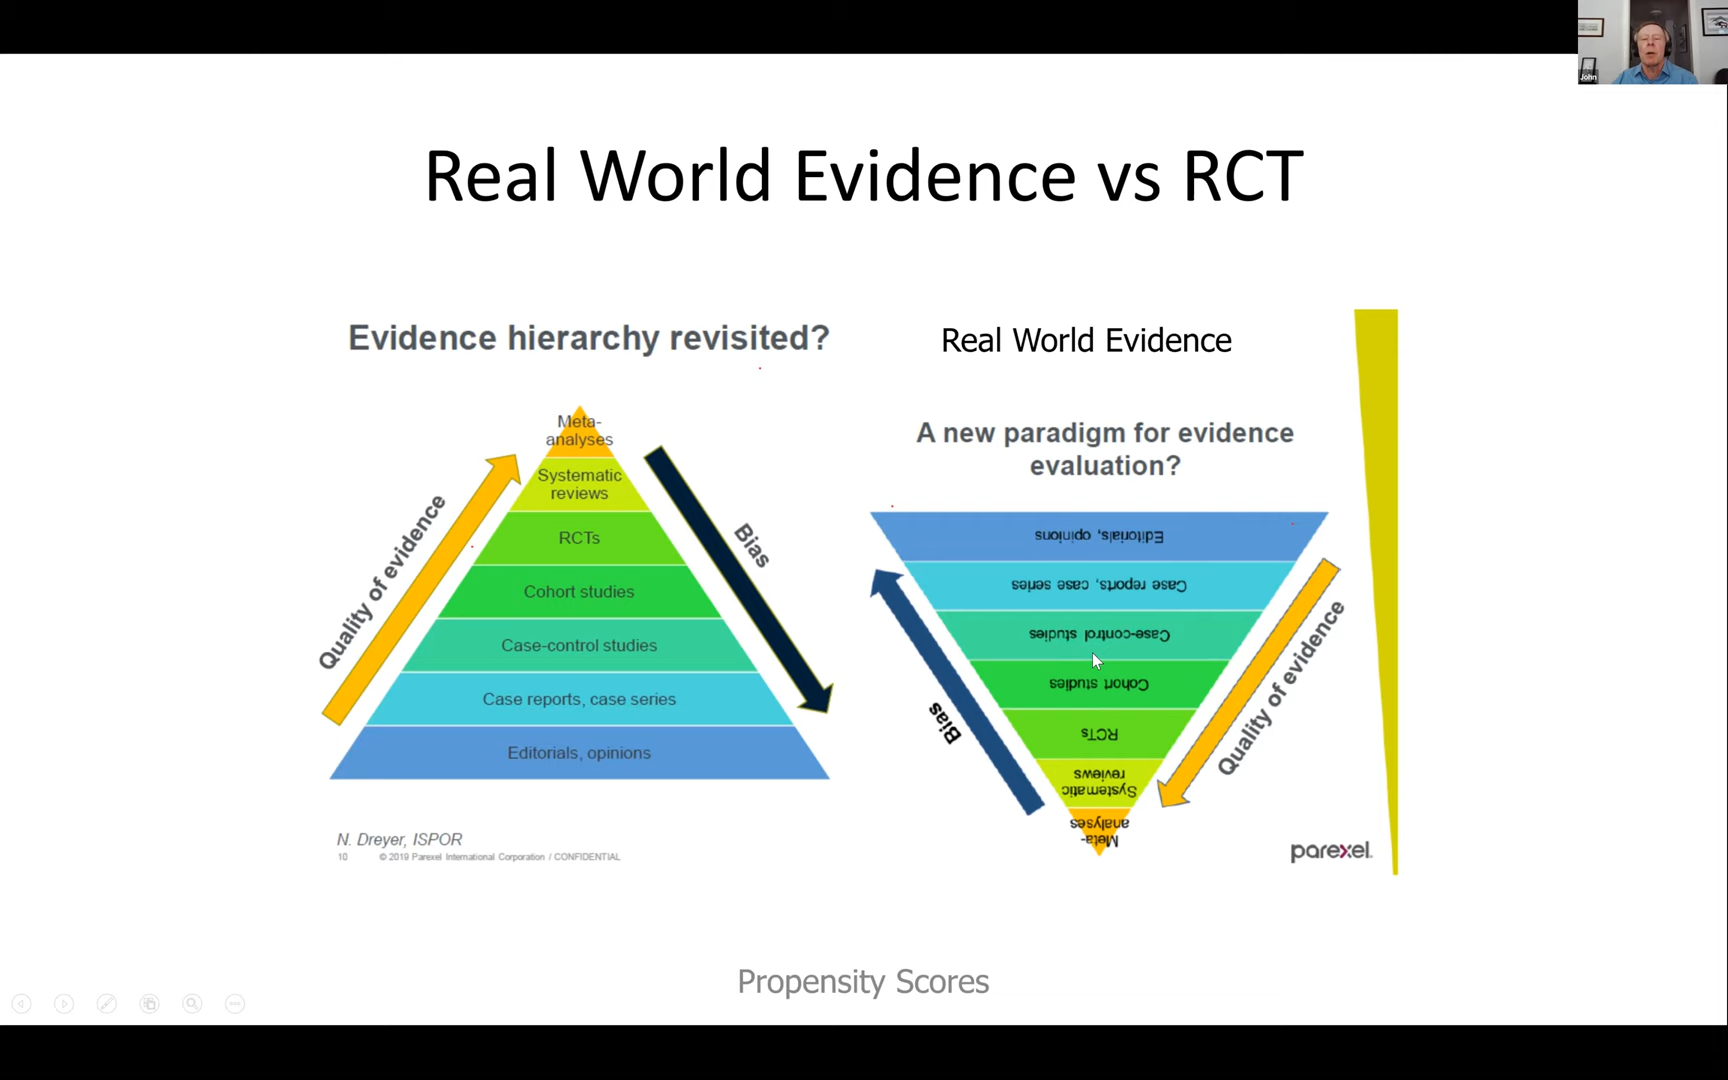 John
Real World Evidence vs RCT
Evidence hierarchy revisited?
Meta-
analyses
Systematic
reviews
RCTs
Cohort studies
Case-control studies
Case reports, case series
Editorials, opinions
Quality of evidence
Bias
N. Dreyer, ISPOR
10 © 2019 Parexel International Corporation / CONFIDENTIAL
Real World Evidence
A new paradigm for evidence
evaluation?
Editorials, opinions
Case reports, case series
Case-control studies
Cohort studies
RCTs
Systematic
reviews
Meta-
analyses
Bias
Quality of evidence
parexel.
Propensity Scores